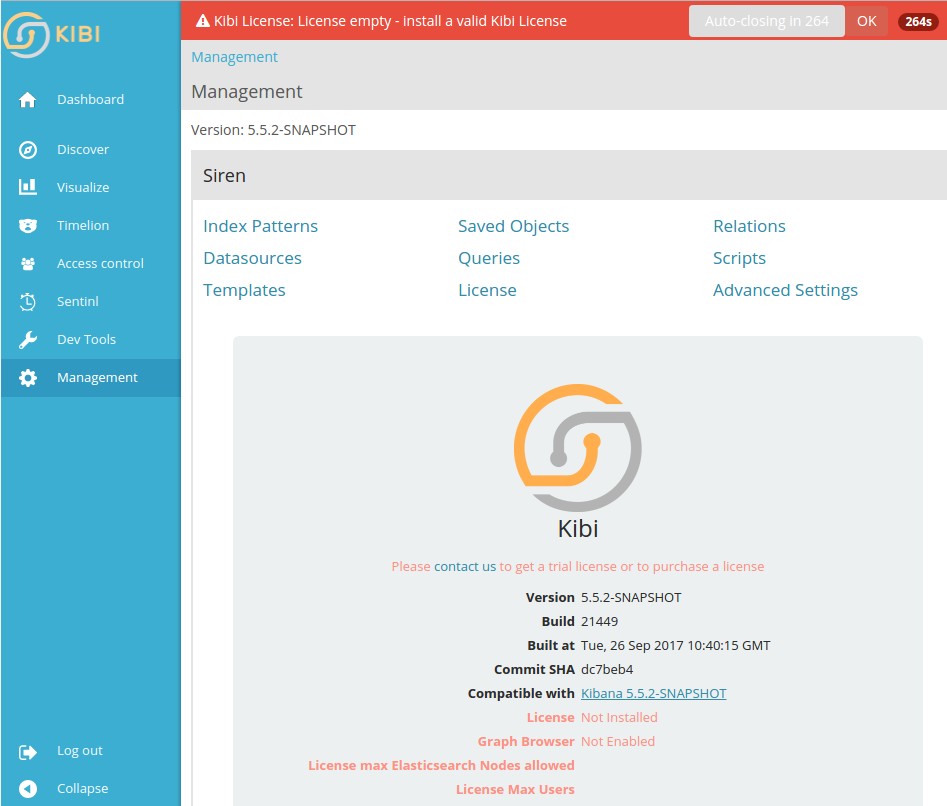 Kibi License: License empty - Install a valid Kibi License Auto-closing in 264 OK 264s
KIBI
Dashboard
Discover
Visualize
Timelion
Access control
Sentinl
Dev Tools
Management
Log out
Collapse
Management
Management
Version: 5.5.2-SNAPSHOT
Siren
Index Patterns Saved Objects Relations
Datasources Queries Scripts
Templates License Advanced Settings
Kibi
Please contact us to get a trial license or to purchase a license
Version 5.5.2-SNAPSHOT
Build 21449
Built at Tue, 26 Sep 2017 10:40:15 GMT
Commit SHA dc7beb4
Compatible with Kibana 5.5.2-SNAPSHOT
License Not Installed
Graph Browser Not Enabled
License max Elasticsearch Nodes allowed
License Max Users